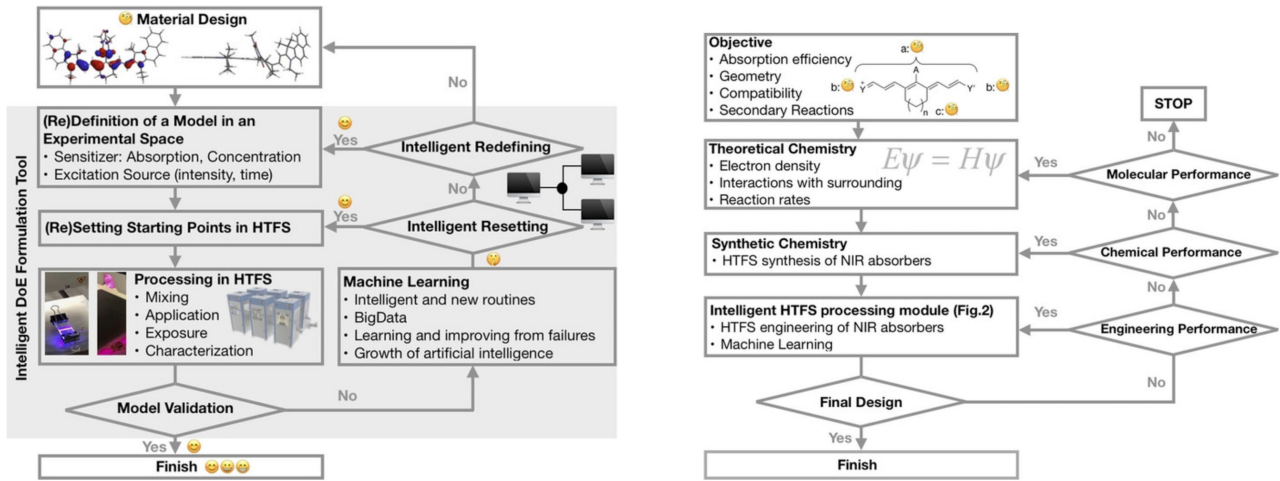 Material Design
No
Intelligent DoE Formulation Tool
(Re)Definition of a Model in an
Experimental Space
• Sensitizer: Absorption, Concentration
• Excitation Source (intensity, time)
Yes
Intelligent Redefining
No
(Re)Setting Starting Points in HTFS
Yes
Intelligent Resetting
Processing in HTFS
• Mixing
• Application
• Exposure
• Characterization
Machine Learning
• Intelligent and new routines
• BigData
• Learning and improving from failures
• Growth of artificial intelligence
Model Validation
No
Yes
Finish
Objective
• Absorption efficiency
• Geometry
• Compatibility
• Secondary Reactions
a:
A
b:
Y
+
n
c:
Y'
b:
STOP
No
Theoretical Chemistry
• Electron density
• Interactions with surrounding
• Reaction rates
Eψ = Hψ
Yes
Molecular Performance
No
Synthetic Chemistry
• HTFS synthesis of NIR absorbers
Yes
Chemical Performance
No
Intelligent HTFS processing module (Fig.2)
• HTFS engineering of NIR absorbers
• Machine Learning
Yes
Engineering Performance
No
Final Design
Yes
Finish